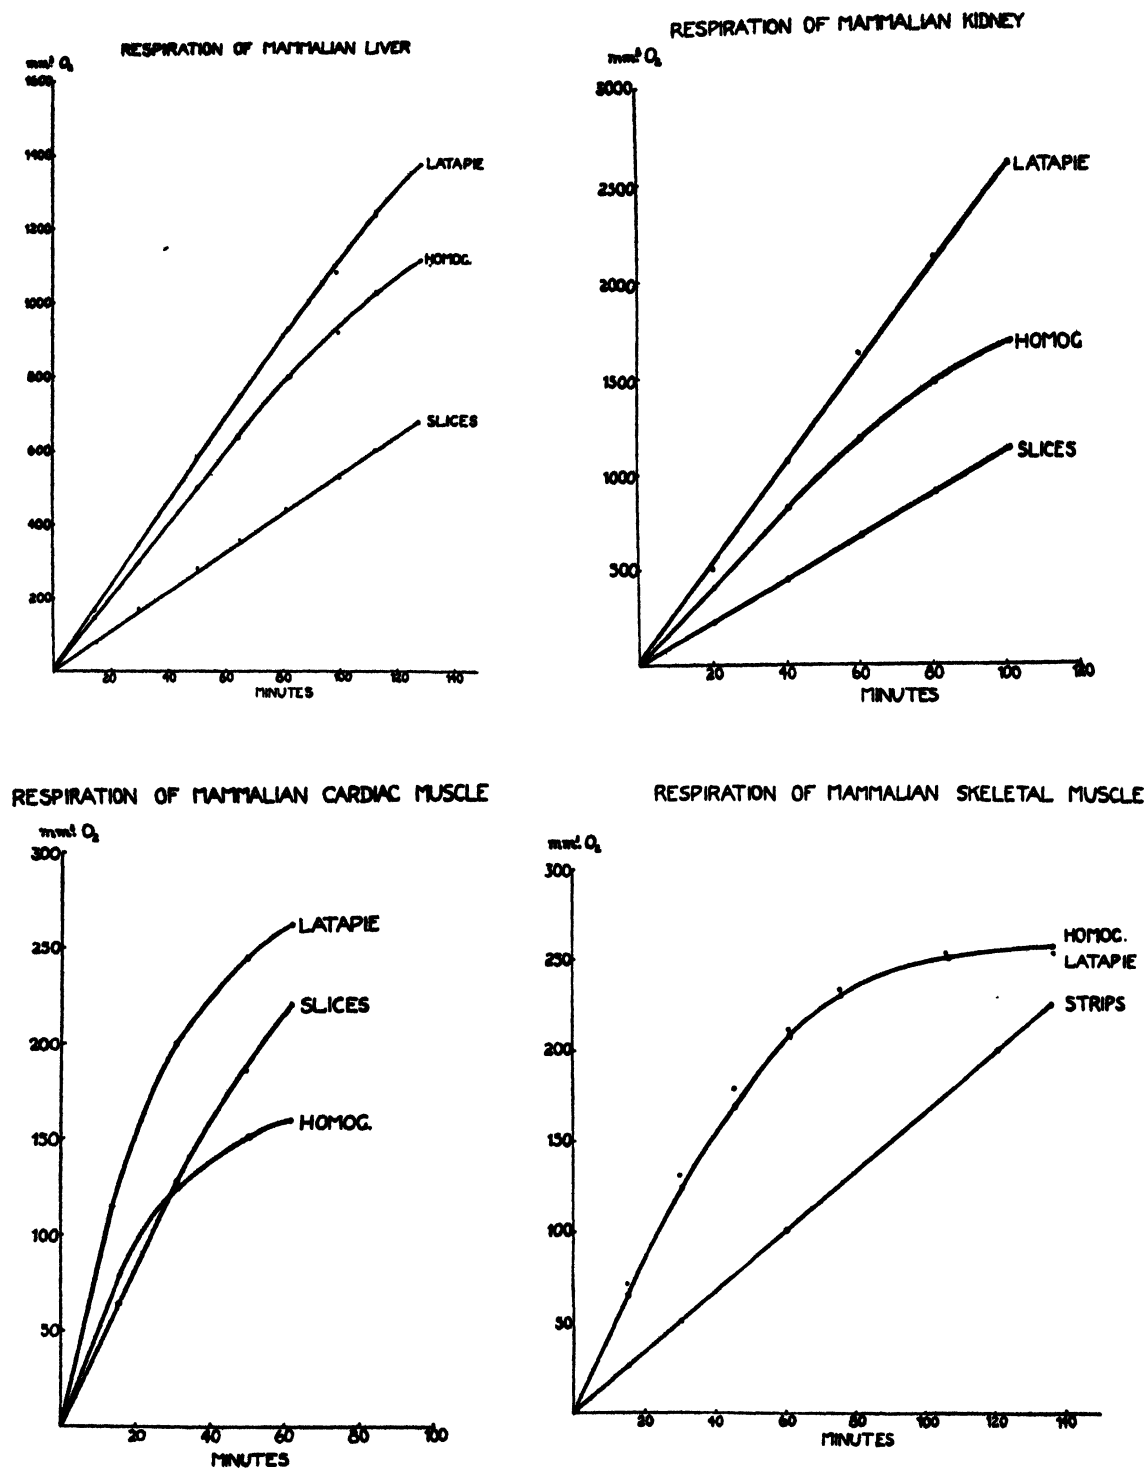 RESPIRATION OF MAMMALIAN LIVER
mm³ O₂
1600
1400
1200
1000
800
600
400
200
LATAPIE
HOMOG.
SLICES
20 40 60 80 100 120 140
MINUTES
RESPIRATION OF MAMMALIAN KIDNEY
mm³ O₂
3000
2500
2000
1500
1000
500
LATAPIE
HOMOG
SLICES
20 40 60 80 100 120
MINUTES
RESPIRATION OF MAMMALIAN CARDIAC MUSCLE
mm³ O₂
300
250
200
150
100
50
LATAPIE
SLICES
HOMOG.
20 40 60 80 100
MINUTES
RESPIRATION OF MAMMALIAN SKELETAL MUSCLE
mm³ O₂
300
250
200
150
100
50
HOMOG.
LATAPIE
STRIPS
20 40 60 80 100 120 140
MINUTES